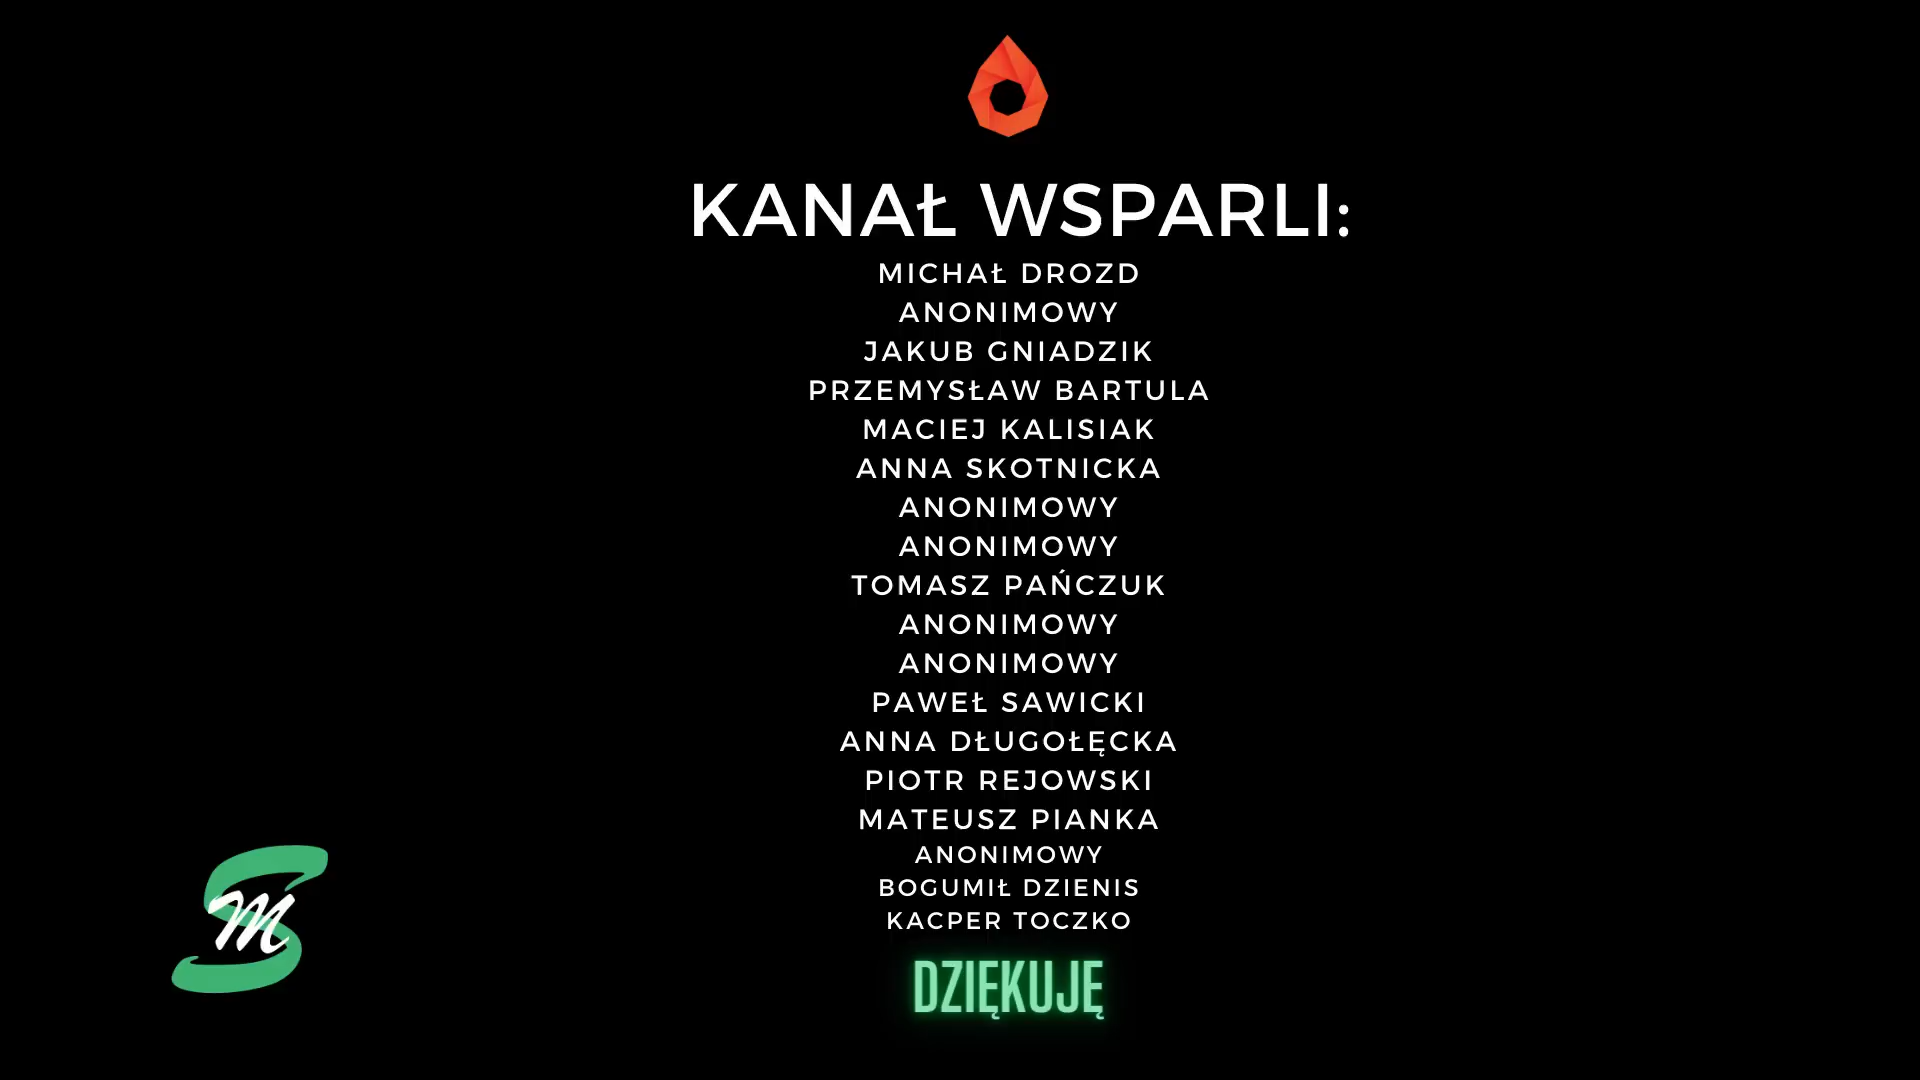 KANAŁ WSPARLI:
MICHAŁ DROZD
ANONIMOWY
JAKUB GNIADZIK
PRZEMYSŁAW BARTULA
MACIEJ KALISIAK
ANNA SKOTNICKA
ANONIMOWY
ANONIMOWY
TOMASZ PAŃCZUK
ANONIMOWY
ANONIMOWY
PAWEŁ SAWICKI
ANNA DŁUGOŁĘCKA
PIOTR REJOWSKI
MATEUSZ PIANKA
ANONIMOWY
BOGUMIŁ DZIENIS
KACPER TOCZKO
SM
DZIĘKUJĘ